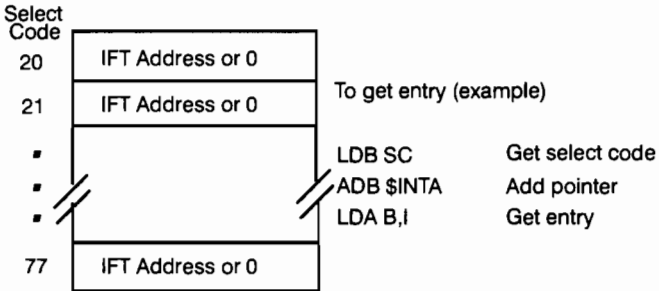 Select
Code
20 IFT Address or 0
21 IFT Address or 0
To get entry (example)
LDB SC Get select code
ADB $INTA Add pointer
LDA B,I Get entry
77 IFT Address or 0